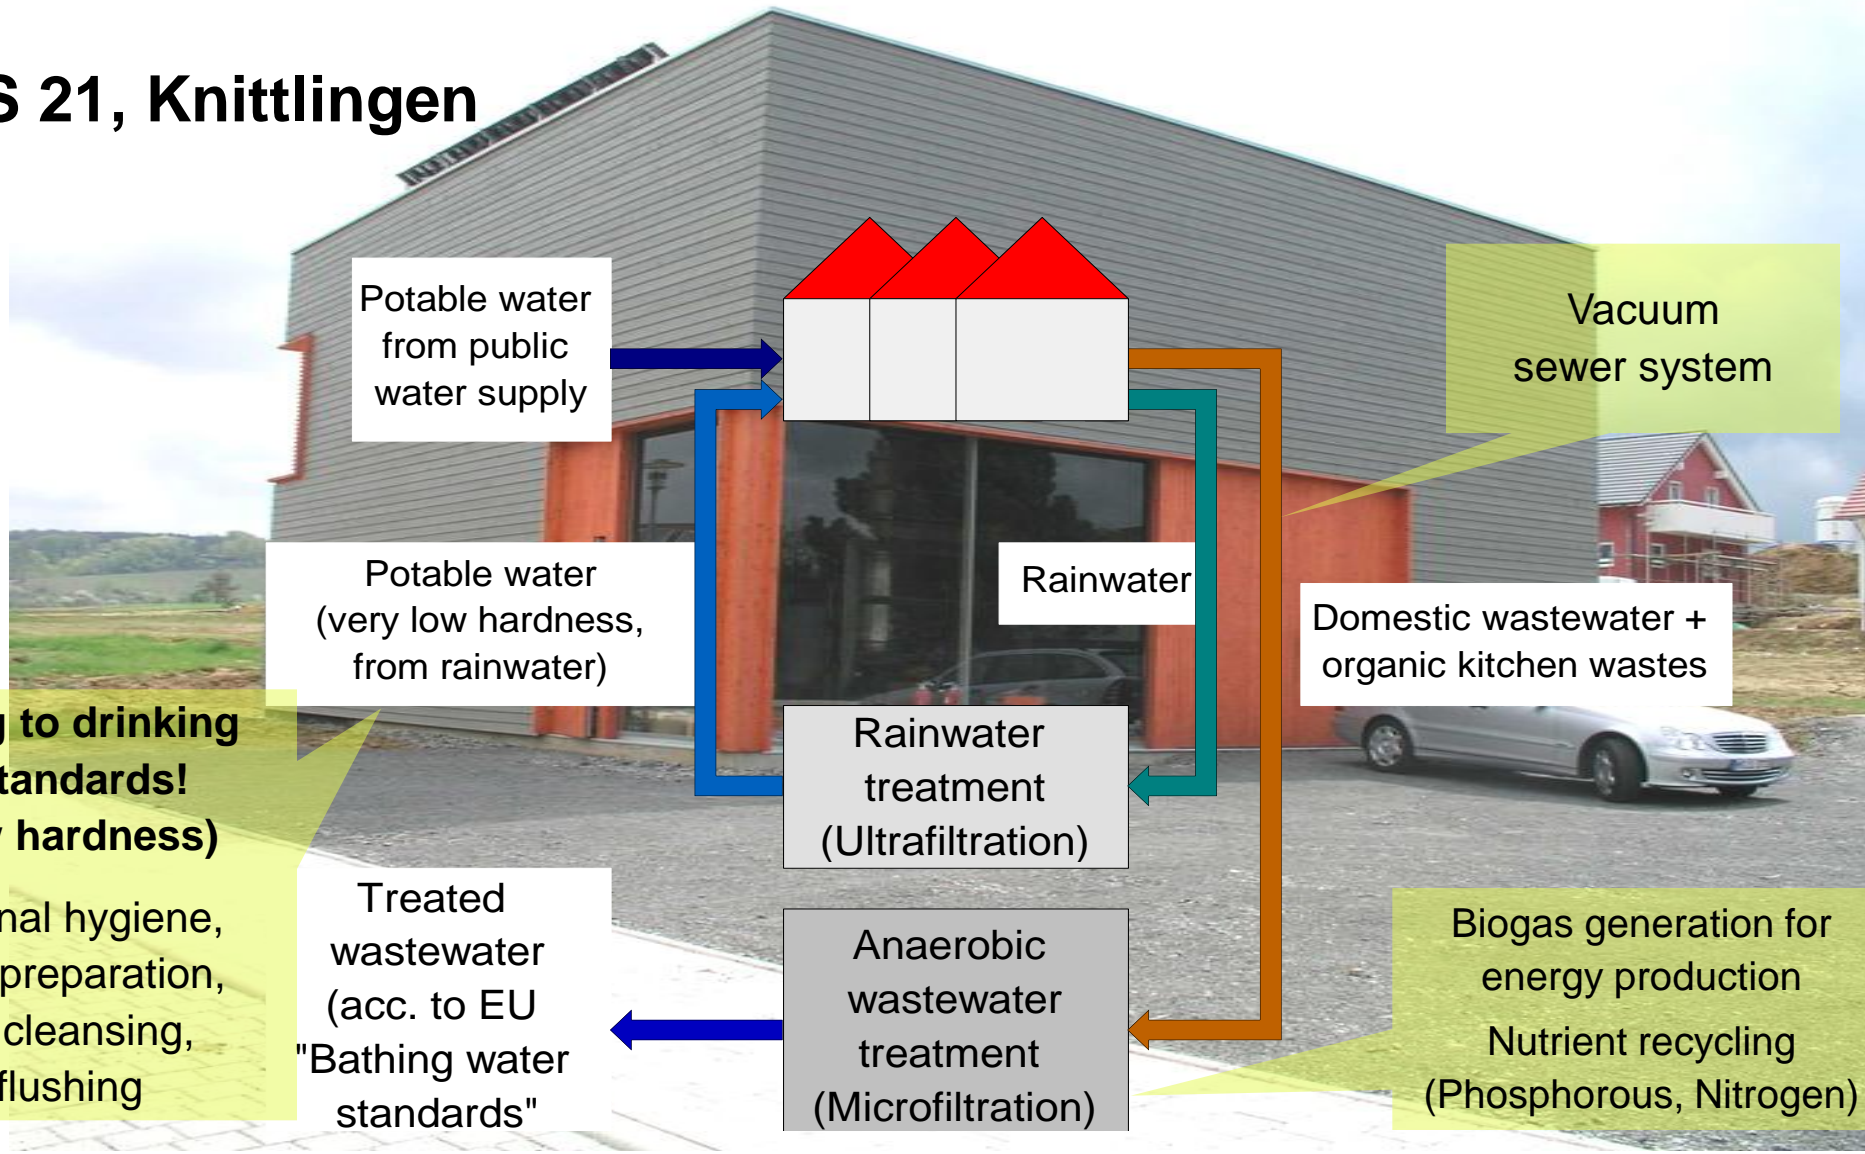 S 21, Knittlingen
Potable water
from public
water supply
Vacuum
sewer system
Potable water
(very low hardness,
from rainwater)
Rainwater
Domestic wastewater +
organic kitchen wastes
to drinking
standards!
hardness)
hygiene,
preparation,
cleansing,
flushing
Rainwater
treatment
(Ultrafiltration)
Treated
wastewater
(acc. to EU
"Bathing water
standards"
Anaerobic
wastewater
treatment
(Microfiltration)
Biogas generation for
energy production
Nutrient recycling
(Phosphorous, Nitrogen)